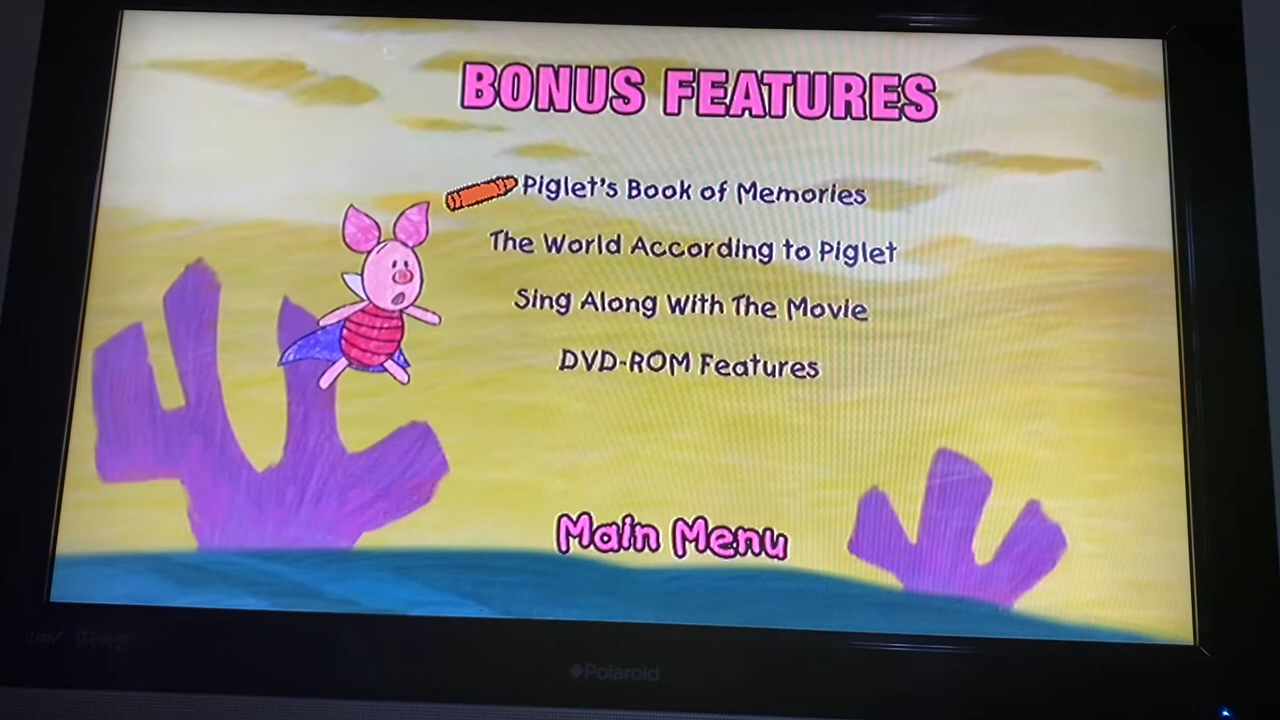 BONUS FEATURES
Piglet's Book of Memories
The World According to Piglet
Sing Along With The Movie
DVD-ROM Features
Main Menu
Polaroid